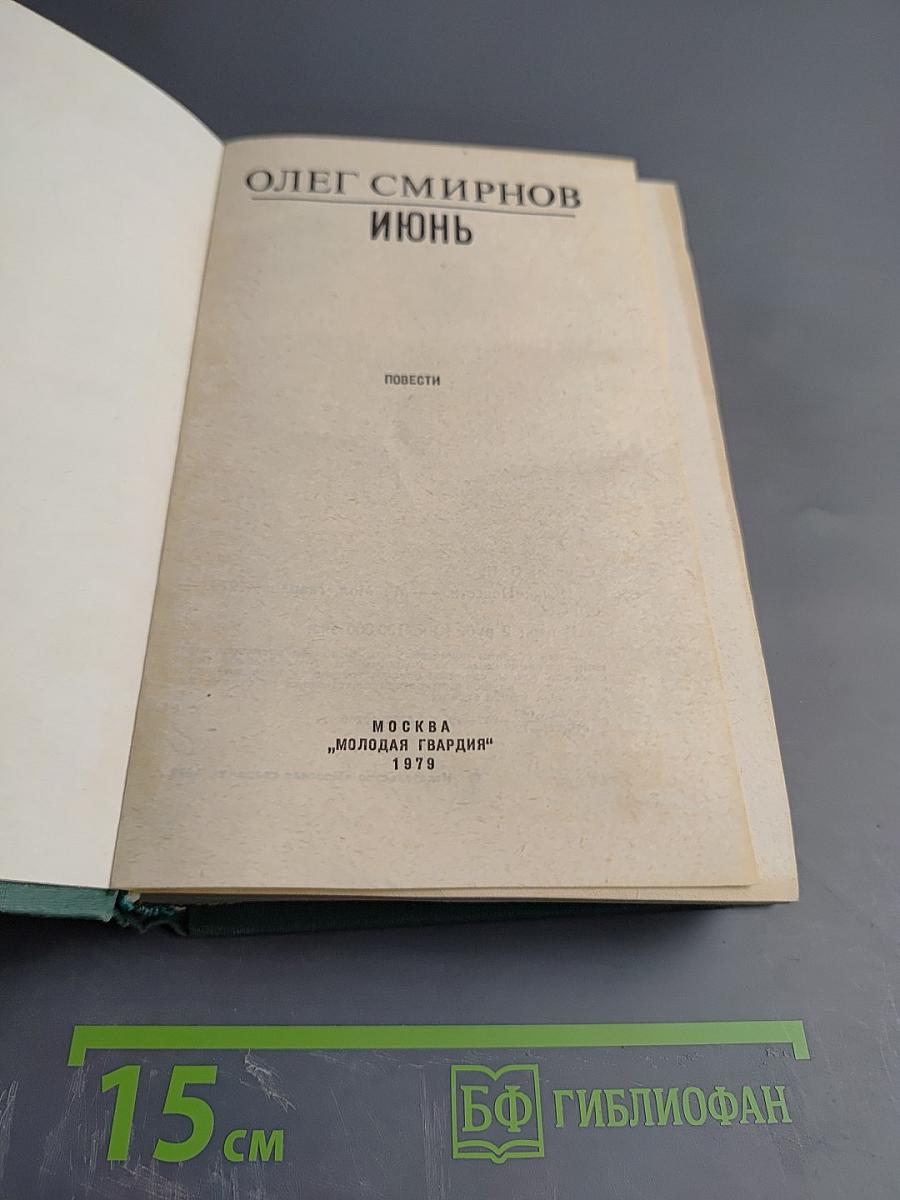 ОЛЕГ СМИРНОВ
ИЮНЬ
ПОВЕСТИ
МОСКВА
„МОЛОДАЯ ГВАРДИЯ“
1979
15 см
БФ ГИБЛИОФАН